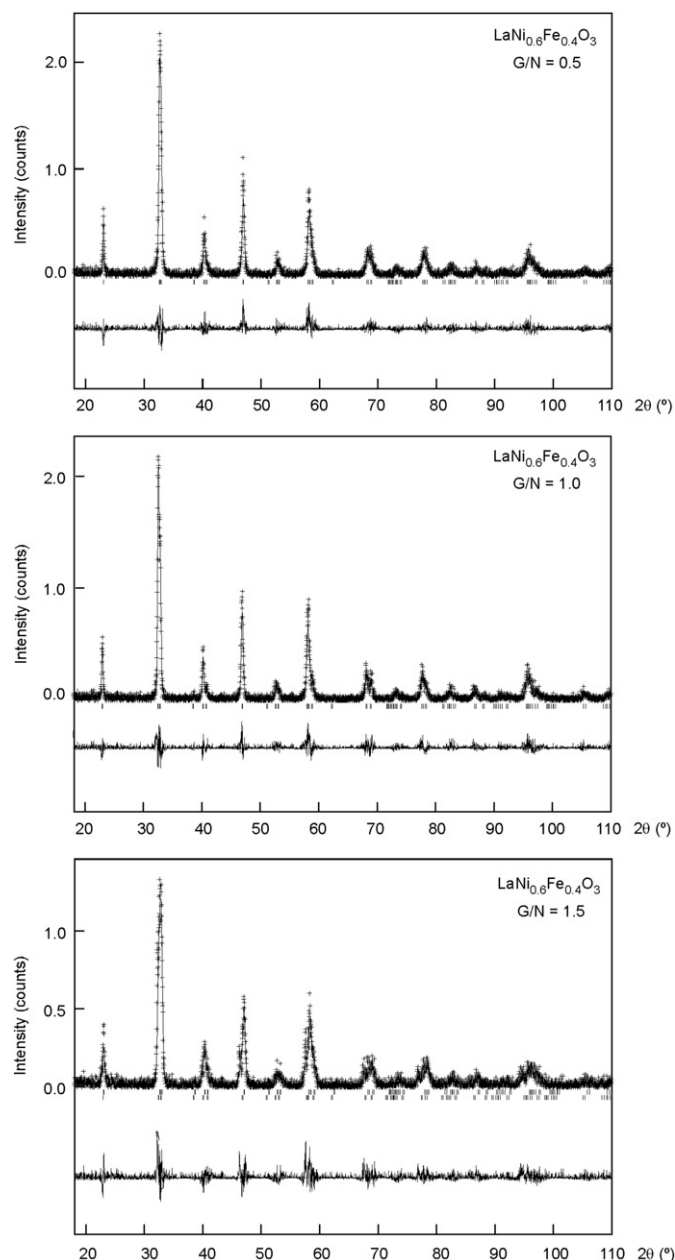 LaNi₀.₆Fe₀.₄O₃
G/N = 0.5
Intensity (counts)
2.0
1.0
0.0
20 30 40 50 60 70 80 90 100 110 2θ (º)
LaNi₀.₆Fe₀.₄O₃
G/N = 1.0
Intensity (counts)
2.0
1.0
0.0
20 30 40 50 60 70 80 90 100 110 2θ (º)
LaNi₀.₆Fe₀.₄O₃
G/N = 1.5
Intensity (counts)
1.0
0.5
0.0
20 30 40 50 60 70 80 90 100 110 2θ (º)